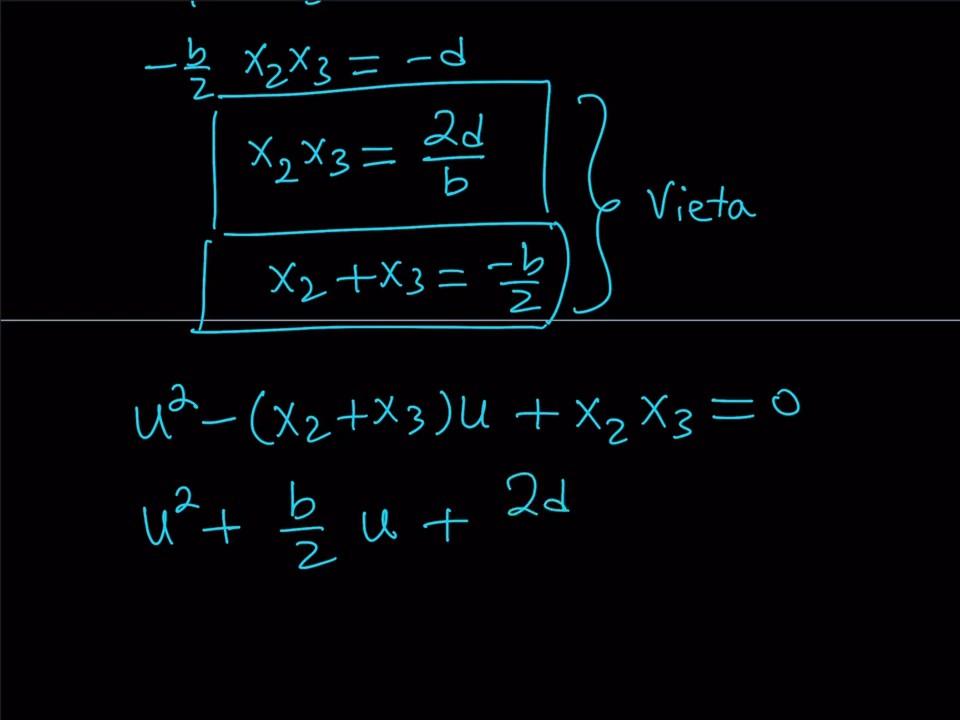 -b/2 x₂x₃ = -d
x₂x₃ = 2d/b
Vieta
x₂+x₃ = -b/2
u²-(x₂+x₃)u + x₂x₃ = 0
u² + b/2 u + 2d